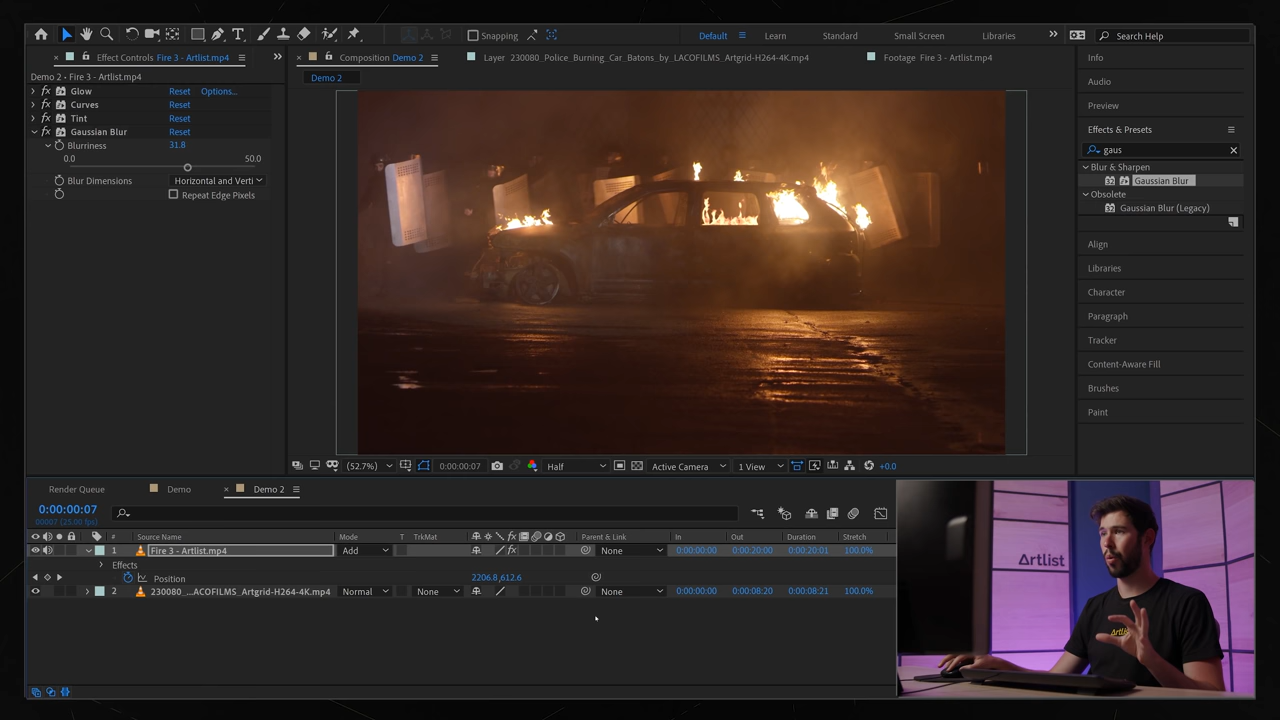 Snapping
Default
Learn
Standard
Small Screen
Libraries
Search Help
Effect Controls Fire 3 - Artlist.mp4
Composition Demo 2
Layer 230080_Police_Burning_Car_Batons_by_LACOFILMS_Artgrid-H264-4K.mp4
Footage Fire 3 - Artlist.mp4
Info
Demo 2 • Fire 3 - Artlist.mp4
Demo 2
Audio
Glow
Reset
Options...
Curves
Reset
Preview
Tint
Reset
Gaussian Blur
Reset
Effects & Presets
Blurriness
31.8
gaus
0.0
50.0
Blur & Sharpen
Blur Dimensions
Horizontal and Verti
Gaussian Blur
Repeat Edge Pixels
Obsolete
Gaussian Blur (Legacy)
Align
Libraries
Character
Paragraph
Tracker
Content-Aware Fill
Brushes
Paint
(52.7%)
0:00:00:07
Half
Active Camera
1 View
+0.0
Render Queue
Demo
Demo 2
0:00:00:07
00007 (25.00 fps)
#
Source Name
Mode
T
TrkMat
Parent & Link
In
Out
Duration
Stretch
1
Fire 3 - Artlist.mp4
Add
None
0:00:00:00
0:00:20:00
0:00:20:01
100.0%
Effects
Position
2206.8,612.6
2
230080_...ACOFILMS_Artgrid-H264-4K.mp4
Normal
None
None
0:00:00:00
0:00:08:20
0:00:08:21
100.0%
Artlist
Artlist